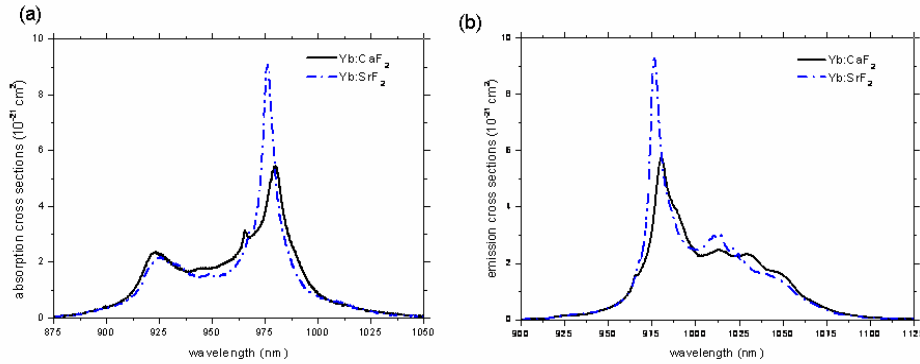 (a)
10
8
6
4
2
0
absorption cross sections (10⁻²¹ cm²)
Yb:CaF₂
Yb:SrF₂
875 900 925 950 975 1000 1025 1050
wavelength (nm)
(b)
10
8
6
4
2
0
emission cross sections (10⁻²¹ cm²)
Yb:CaF₂
Yb:SrF₂
900 925 950 975 1000 1025 1050 1075 1100 1125
wavelength (nm)